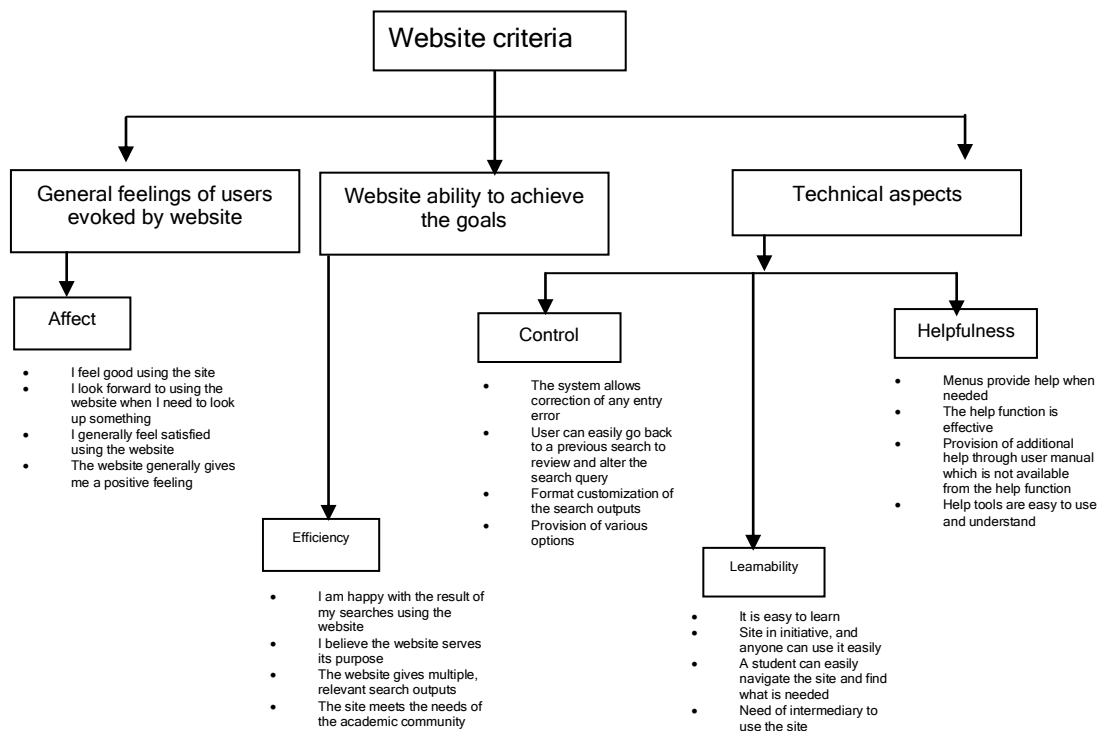 Website criteria
General feelings of users
evoked by website
Website ability to achieve
the goals
Technical aspects
Affect
• I feel good using the site
• I look forward to using the
website when I need to look
up something
• I generally feel satisfied
using the website
• The website generally gives
me a positive feeling
Efficiency
• I am happy with the result of
my searches using the
website
• I believe the website serves
its purpose
• The website gives multiple,
relevant search outputs
• The site meets the needs of
the academic community
Control
• The system allows
correction of any entry
error
• User can easily go back
to a previous search to
review and alter the
search query
• Format customization of
the search outputs
• Provision of various
options
Learnability
• It is easy to learn
• Site in initiative, and
anyone can use it easily
• A student can easily
navigate the site and find
what is needed
• Need of intermediary to
use the site
Helpfulness
• Menus provide help when
needed
• The help function is
effective
• Provision of additional
help through user manual
which is not available
from the help function
• Help tools are easy to use
and understand